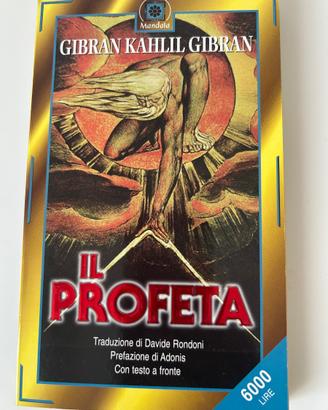 Mandala
GIBRAN KAHLIL GIBRAN
IL
PROFETA
Traduzione di Davide Rondoni
Prefazione di Adonis
Con testo a fronte
6000
LIRE